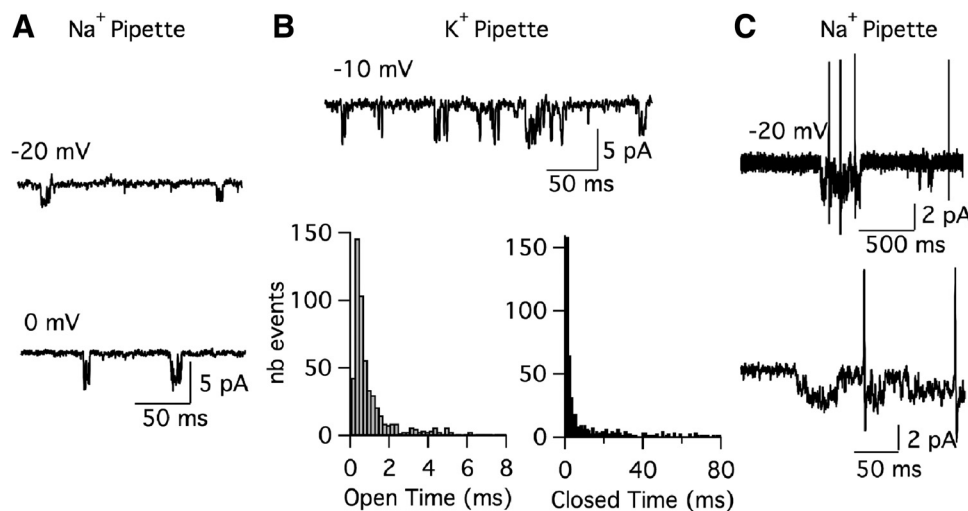 A Na+ Pipette
-20 mV
0 mV
5 pA
50 ms
B K+ Pipette
-10 mV
5 pA
50 ms
nb events
150
100
50
0
0 2 4 6 8
Open Time (ms)
150
100
50
0
0 40 80
Closed Time (ms)
C Na+ Pipette
-20 mV
2 pA
500 ms
2 pA
50 ms